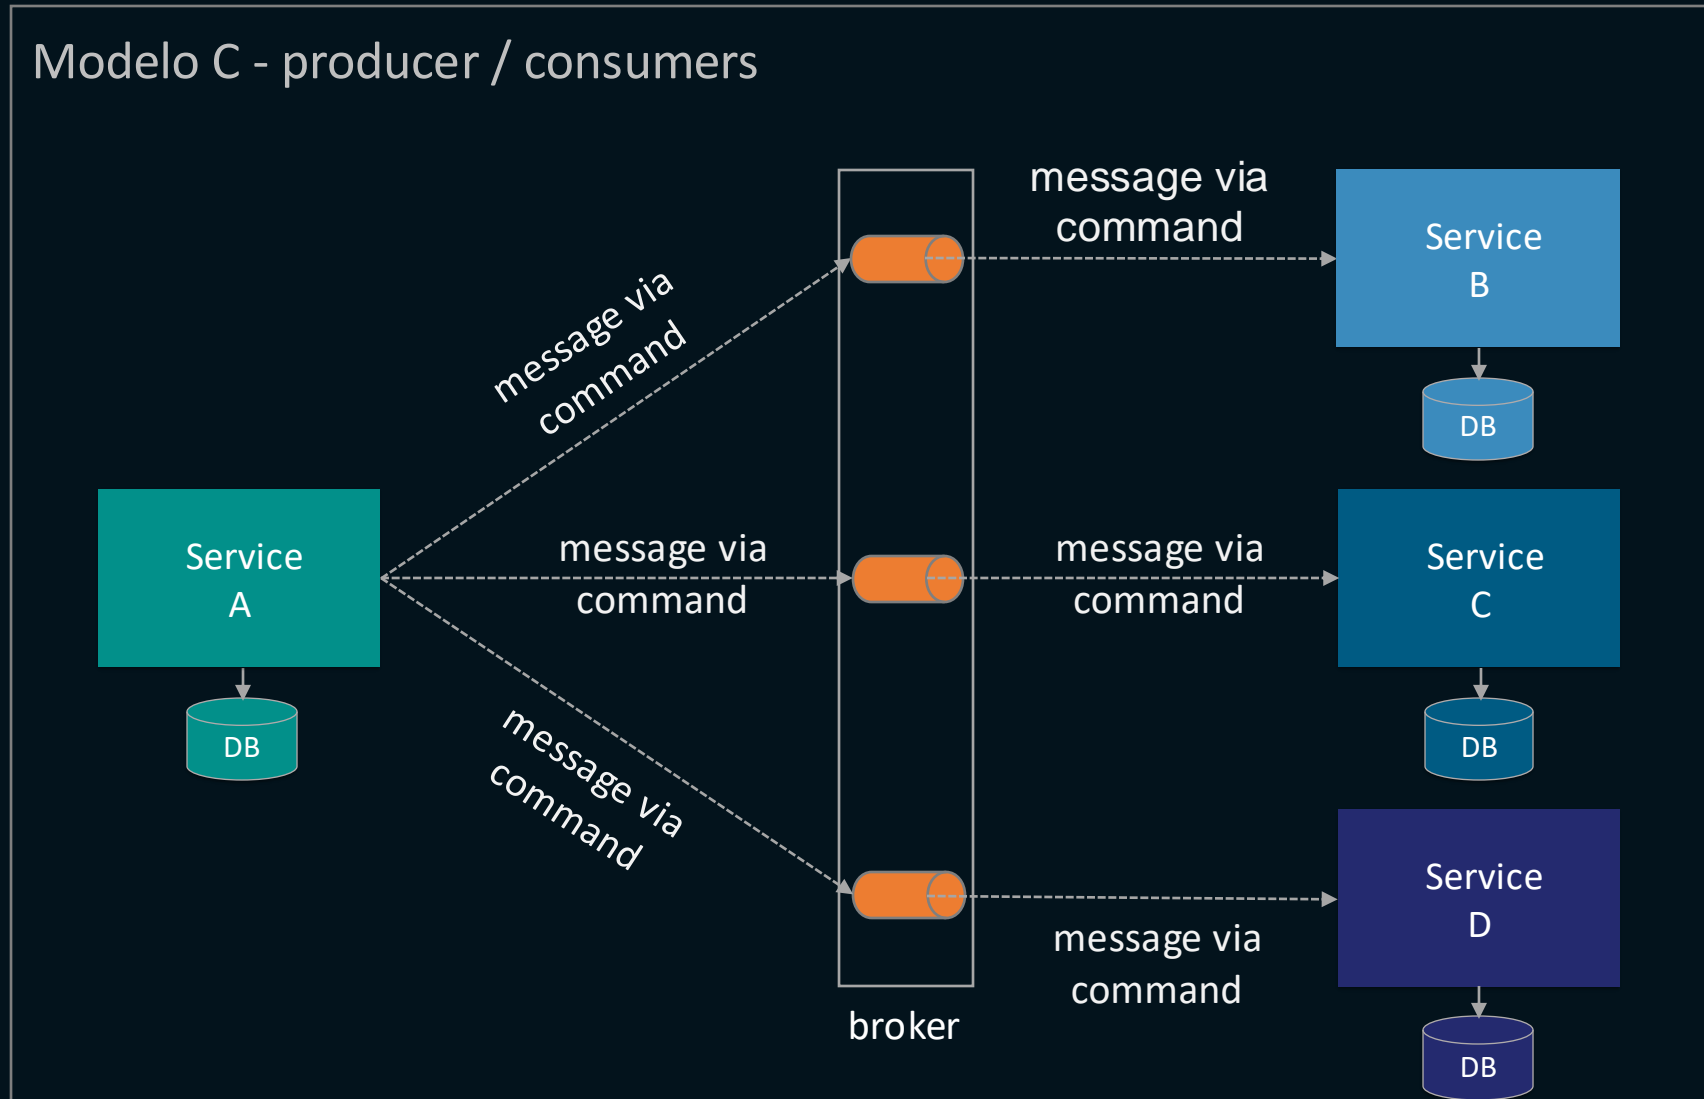 Modelo C - producer / consumers
message via
command
Service
B
DB
message via
command
Service
A
DB
message via
command
message via
command
Service
C
DB
message via
command
message via
command
Service
D
DB
broker